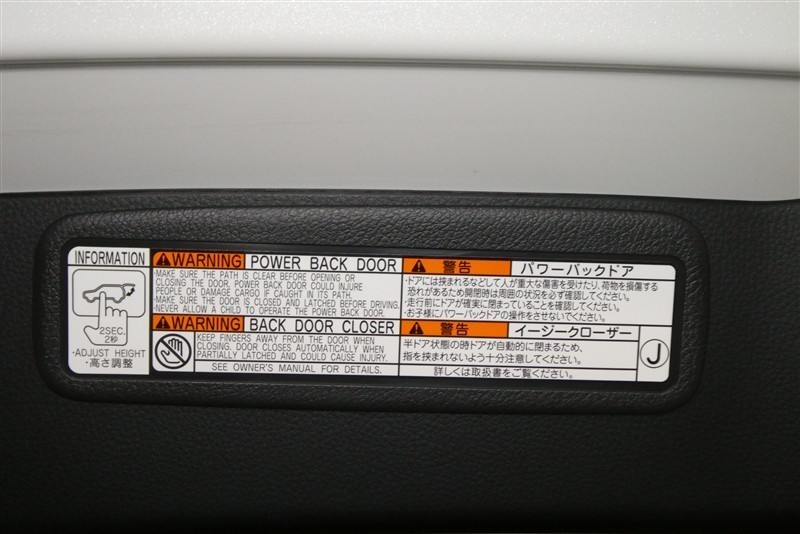 INFORMATION
2SEC.
2秒
・ADJUST HEIGHT
・高さ調整
WARNING POWER BACK DOOR
・MAKE SURE THE PATH IS CLEAR BEFORE OPENING OR
CLOSING THE DOOR, POWER BACK DOOR COULD INJURE
PEOPLE OR DAMAGE CARGO IF CAUGHT IN ITS PATH.
・MAKE SURE THE DOOR IS CLOSED AND LATCHED BEFORE DRIVING.
・NEVER ALLOW A CHILD TO OPERATE THE POWER BACK DOOR.
WARNING BACK DOOR CLOSER
KEEP FINGERS AWAY FROM THE DOOR WHEN
CLOSING. DOOR CLOSES AUTOMATICALLY WHEN
PARTIALLY LATCHED AND COULD CAUSE INJURY.
SEE OWNER'S MANUAL FOR DETAILS.
警告 パワーバックドア
・ドアには挟まれるなどして人が重大な傷害を受けたり、荷物を損傷する
恐れがあるため開閉時は周囲の状況を必ず確認してください。
・走行前にドアが確実に閉まっていることを確認してください。
・お子様にパワーバックドアの操作をさせないでください。
警告 イージークローザー
半ドア状態の時ドアが自動的に閉まるため、
指を挟まれないよう十分注意してください。
詳しくは取扱書をご覧ください。
J